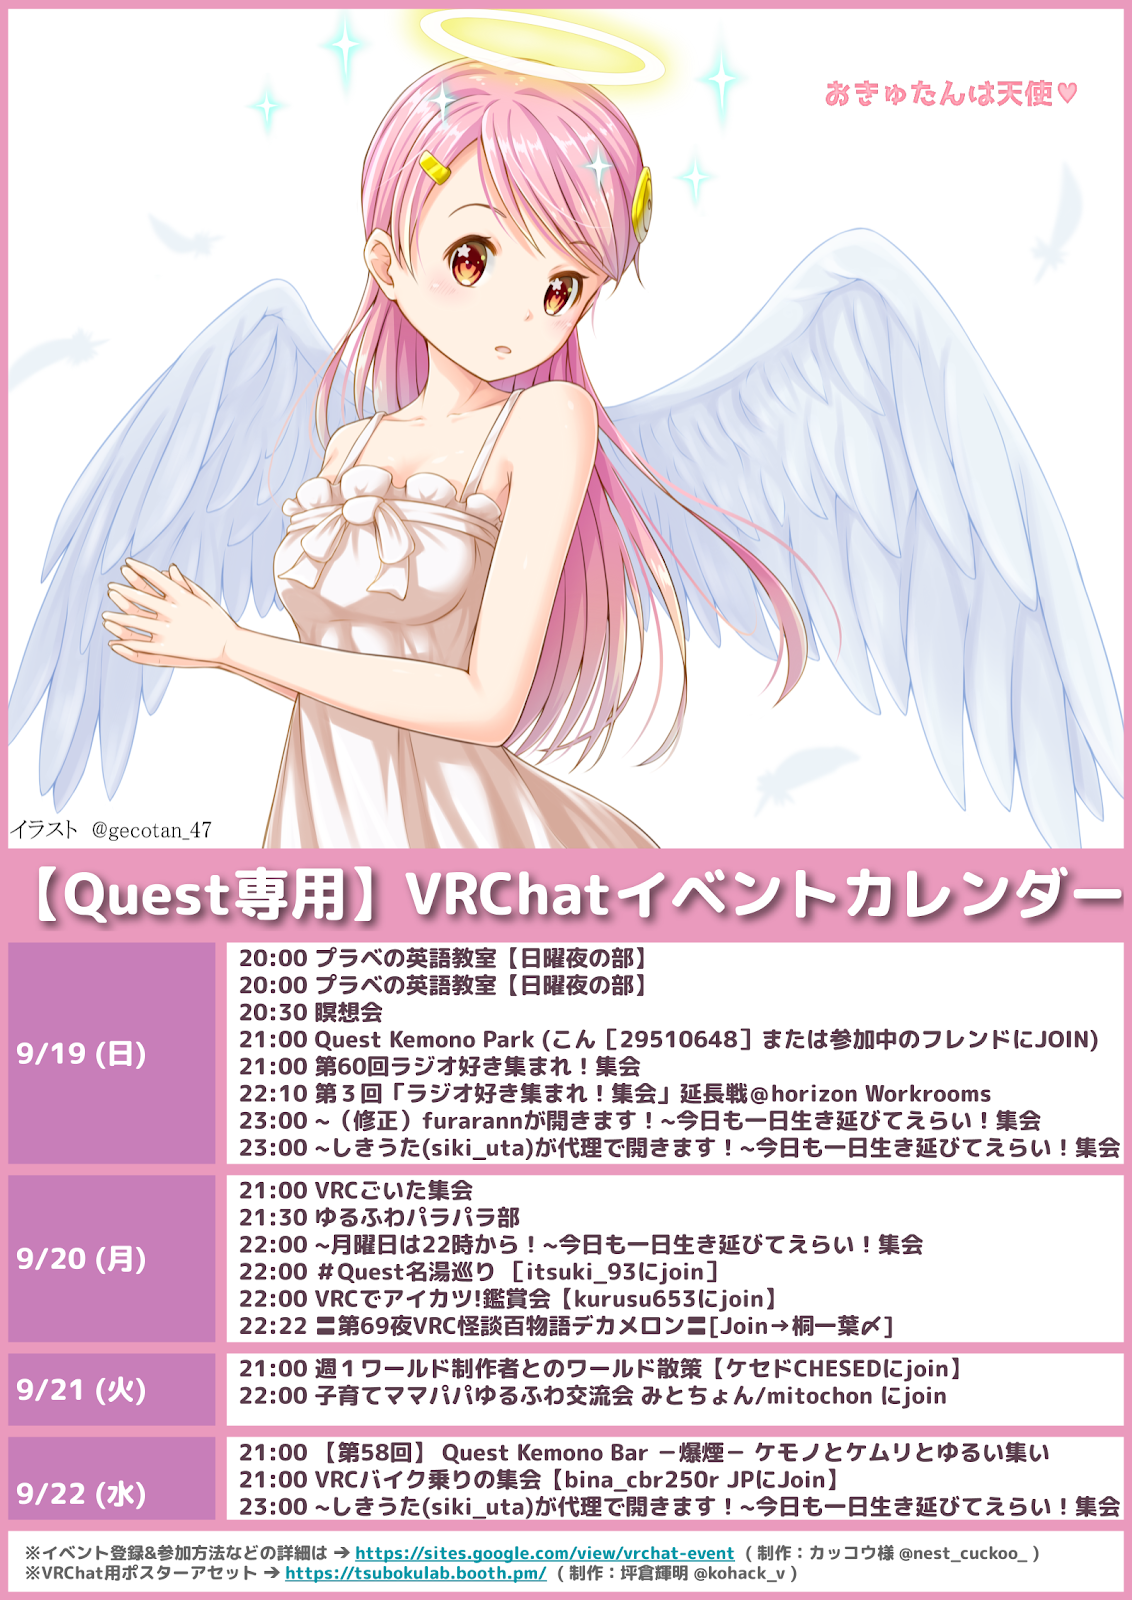 おきゅたんは天使♥
イラスト @gecotan_47
【Quest専用】VRChatイベントカレンダー
9/19 (日)
20:00 プラベの英語教室【日曜夜の部】
20:00 プラベの英語教室【日曜夜の部】
20:30 瞑想会
21:00 Quest Kemono Park (こん［29510648］または参加中のフレンドにJOIN)
21:00 第60回ラジオ好き集まれ！集会
22:10 第３回「ラジオ好き集まれ！集会」延長戦@horizon Workrooms
23:00 ~（修正）furarannが開きます！~今日も一日生き延びてえらい！集会
23:00 ~しきうた(siki_uta)が代理で開きます！~今日も一日生き延びてえらい！集会
9/20 (月)
21:00 VRCごいた集会
21:30 ゆるふわパラパラ部
22:00 ~月曜日は22時から！~今日も一日生き延びてえらい！集会
22:00 ＃Quest名湯巡り ［itsuki_93にjoin］
22:00 VRCでアイカツ!鑑賞会【kurusu653にjoin】
22:22 〓第69夜VRC怪談百物語デカメロン〓[Join→桐一葉〆]
9/21 (火)
21:00 週１ワールド制作者とのワールド散策【ケセドCHESEDにjoin】
22:00 子育てママパパゆるふわ交流会 みとちょん/mitochon にjoin
9/22 (水)
21:00 【第58回】 Quest Kemono Bar －爆煙－ ケモノとケムリとゆるい集い
21:00 VRCバイク乗りの集会【bina_cbr250r JPにJoin】
23:00 ~しきうた(siki_uta)が代理で開きます！~今日も一日生き延びてえらい！集会
※イベント登録&参加方法などの詳細は → https://sites.google.com/view/vrchat-event ( 制作：カッコウ様 @nest_cuckoo_ )
※VRChat用ポスターアセット → https://tsubokulab.booth.pm/ ( 制作：坪倉輝明 @kohack_v )